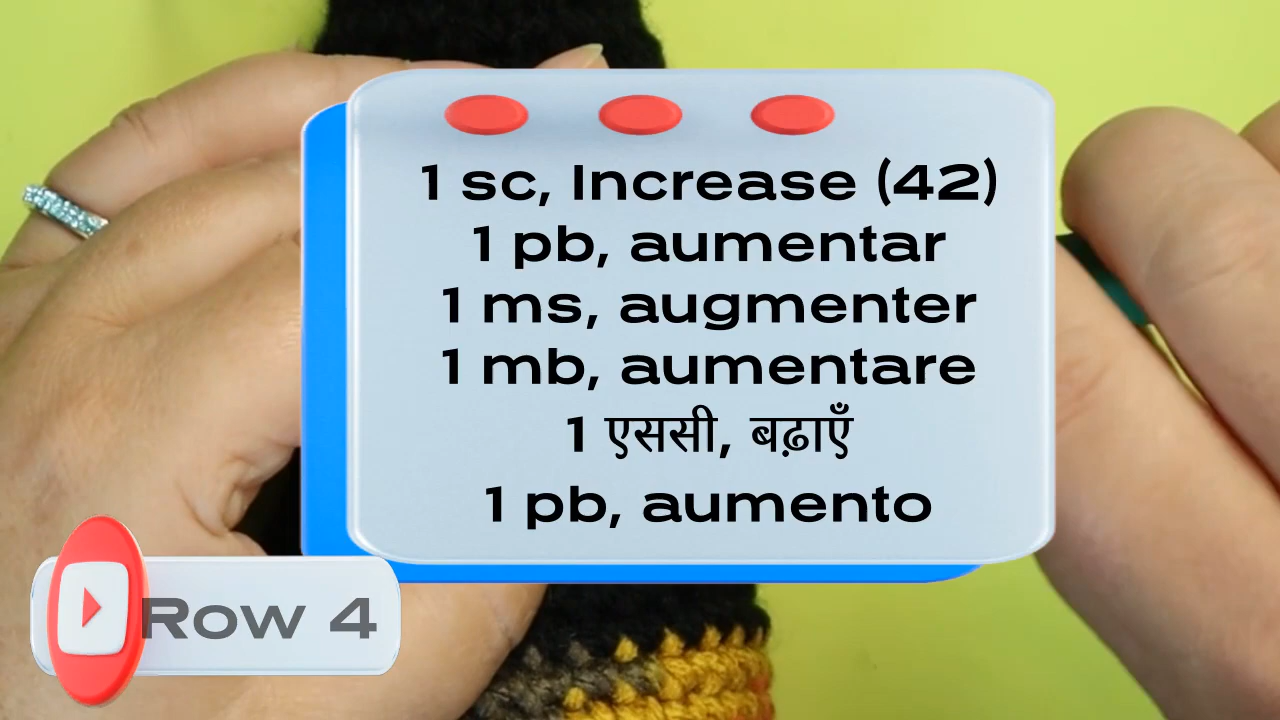 1 sc, Increase (42)
1 pb, aumentar
1 ms, augmenter
1 mb, aumentare
1 एससी, बढ़ाएँ
1 pb, aumento
Row 4